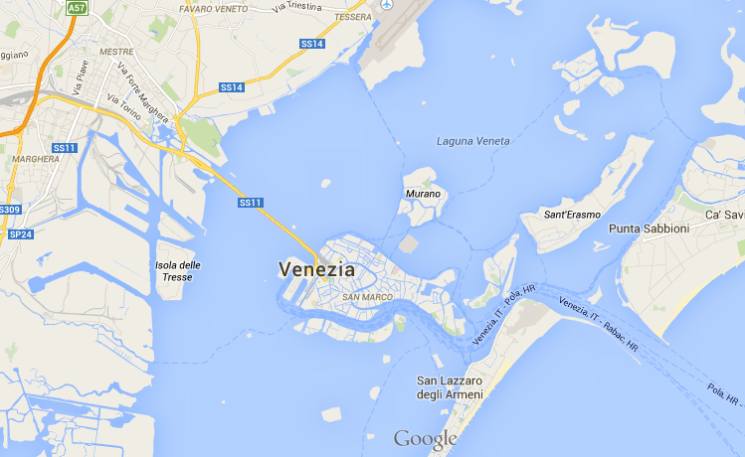 A57
FAVARO VENETO
Via Triestina
TESSERA
ggiano
MESTRE
SS14
Via Piave
Via Forte Marghera
SS14
Via Torino
SS11
MARGHERA
Laguna Veneta
Murano
SS11
S309
SP24
Sant'Erasmo
Ca' Savi
Punta Sabbioni
Isola delle
Tresse
Venezia
SAN MARCO
Venezia, IT - Pola, HR
Venezia, IT - Rabac, HR
Pola, HR -
San Lazzaro
degli Armeni
Google